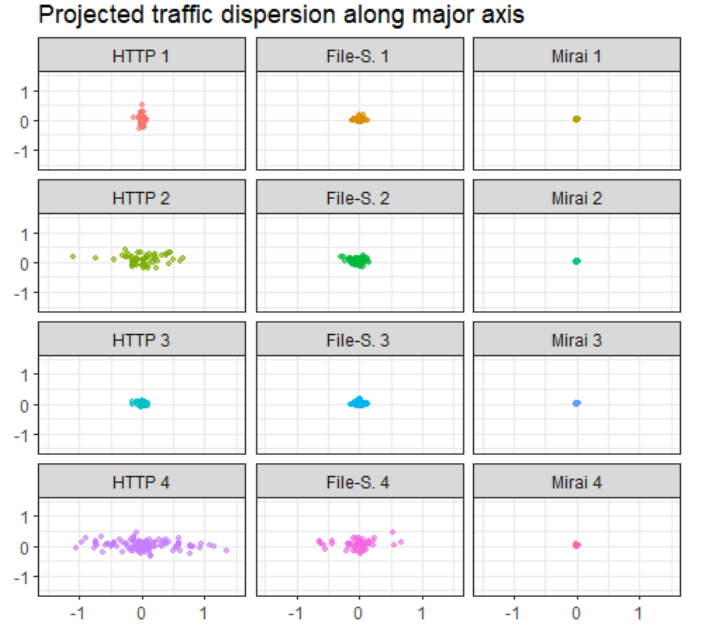 Projected traffic dispersion along major axis
HTTP 1 File-S. 1 Mirai 1
1
0
-1
HTTP 2 File-S. 2 Mirai 2
1
0
-1
HTTP 3 File-S. 3 Mirai 3
1
0
-1
HTTP 4 File-S. 4 Mirai 4
1
0
-1
-1 0 1 -1 0 1 -1 0 1